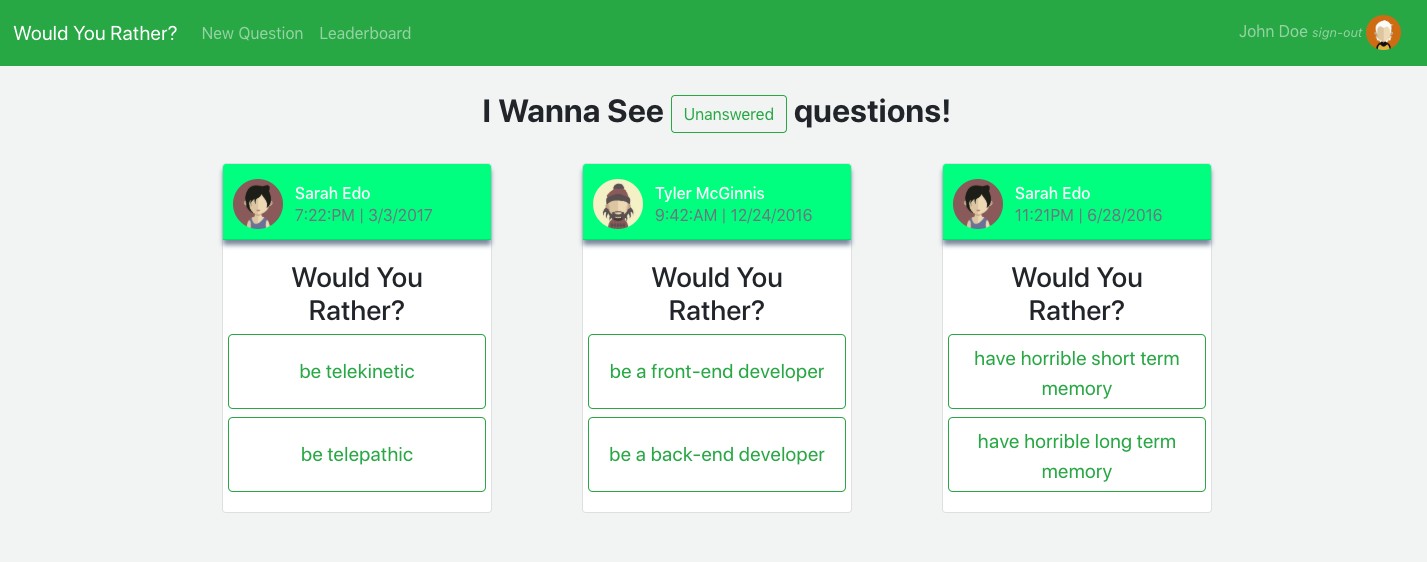 Would You Rather? New Question Leaderboard John Doe sign-out
I Wanna See Unanswered questions!
Sarah Edo
7:22:PM | 3/3/2017
Would You
Rather?
be telekinetic
be telepathic
Tyler McGinnis
9:42:AM | 12/24/2016
Would You
Rather?
be a front-end developer
be a back-end developer
Sarah Edo
11:21PM | 6/28/2016
Would You
Rather?
have horrible short term
memory
have horrible long term
memory